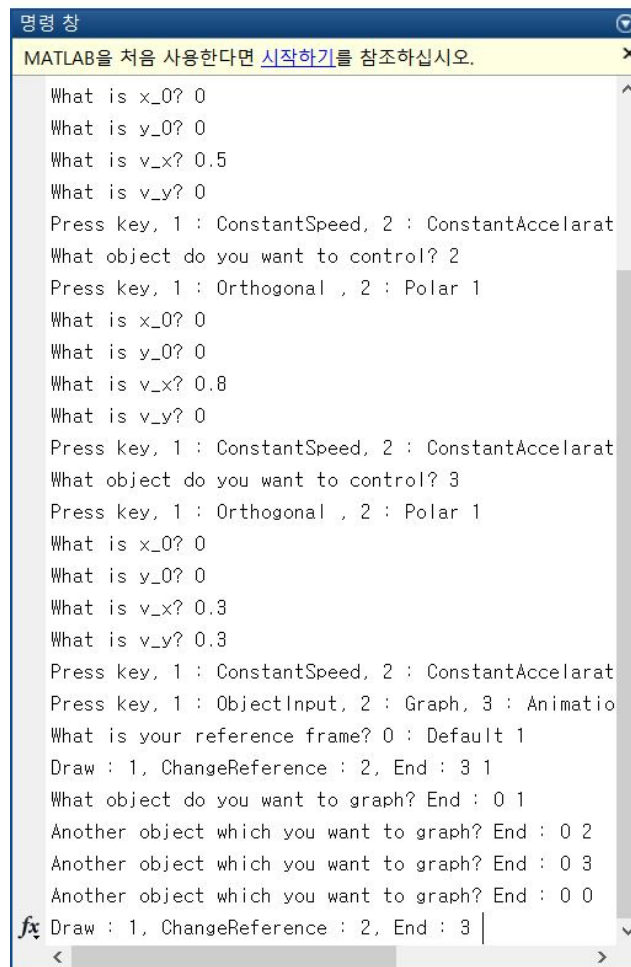 명령 창
MATLAB을 처음 사용한다면 시작하기를 참조하십시오.
What is x_0? 0
What is y_0? 0
What is v_x? 0.5
What is v_y? 0
Press key, 1 : ConstantSpeed, 2 : ConstantAccelarat
What object do you want to control? 2
Press key, 1 : Orthogonal , 2 : Polar 1
What is x_0? 0
What is y_0? 0
What is v_x? 0.8
What is v_y? 0
Press key, 1 : ConstantSpeed, 2 : ConstantAccelarat
What object do you want to control? 3
Press key, 1 : Orthogonal , 2 : Polar 1
What is x_0? 0
What is y_0? 0
What is v_x? 0.3
What is v_y? 0.3
Press key, 1 : ConstantSpeed, 2 : ConstantAccelarat
Press key, 1 : ObjectInput, 2 : Graph, 3 : Animatio
What is your reference frame? 0 : Default 1
Draw : 1, ChangeReference : 2, End : 3 1
What object do you want to graph? End : 0 1
Another object which you want to graph? End : 0 2
Another object which you want to graph? End : 0 3
Another object which you want to graph? End : 0 0
fx Draw : 1, ChangeReference : 2, End : 3